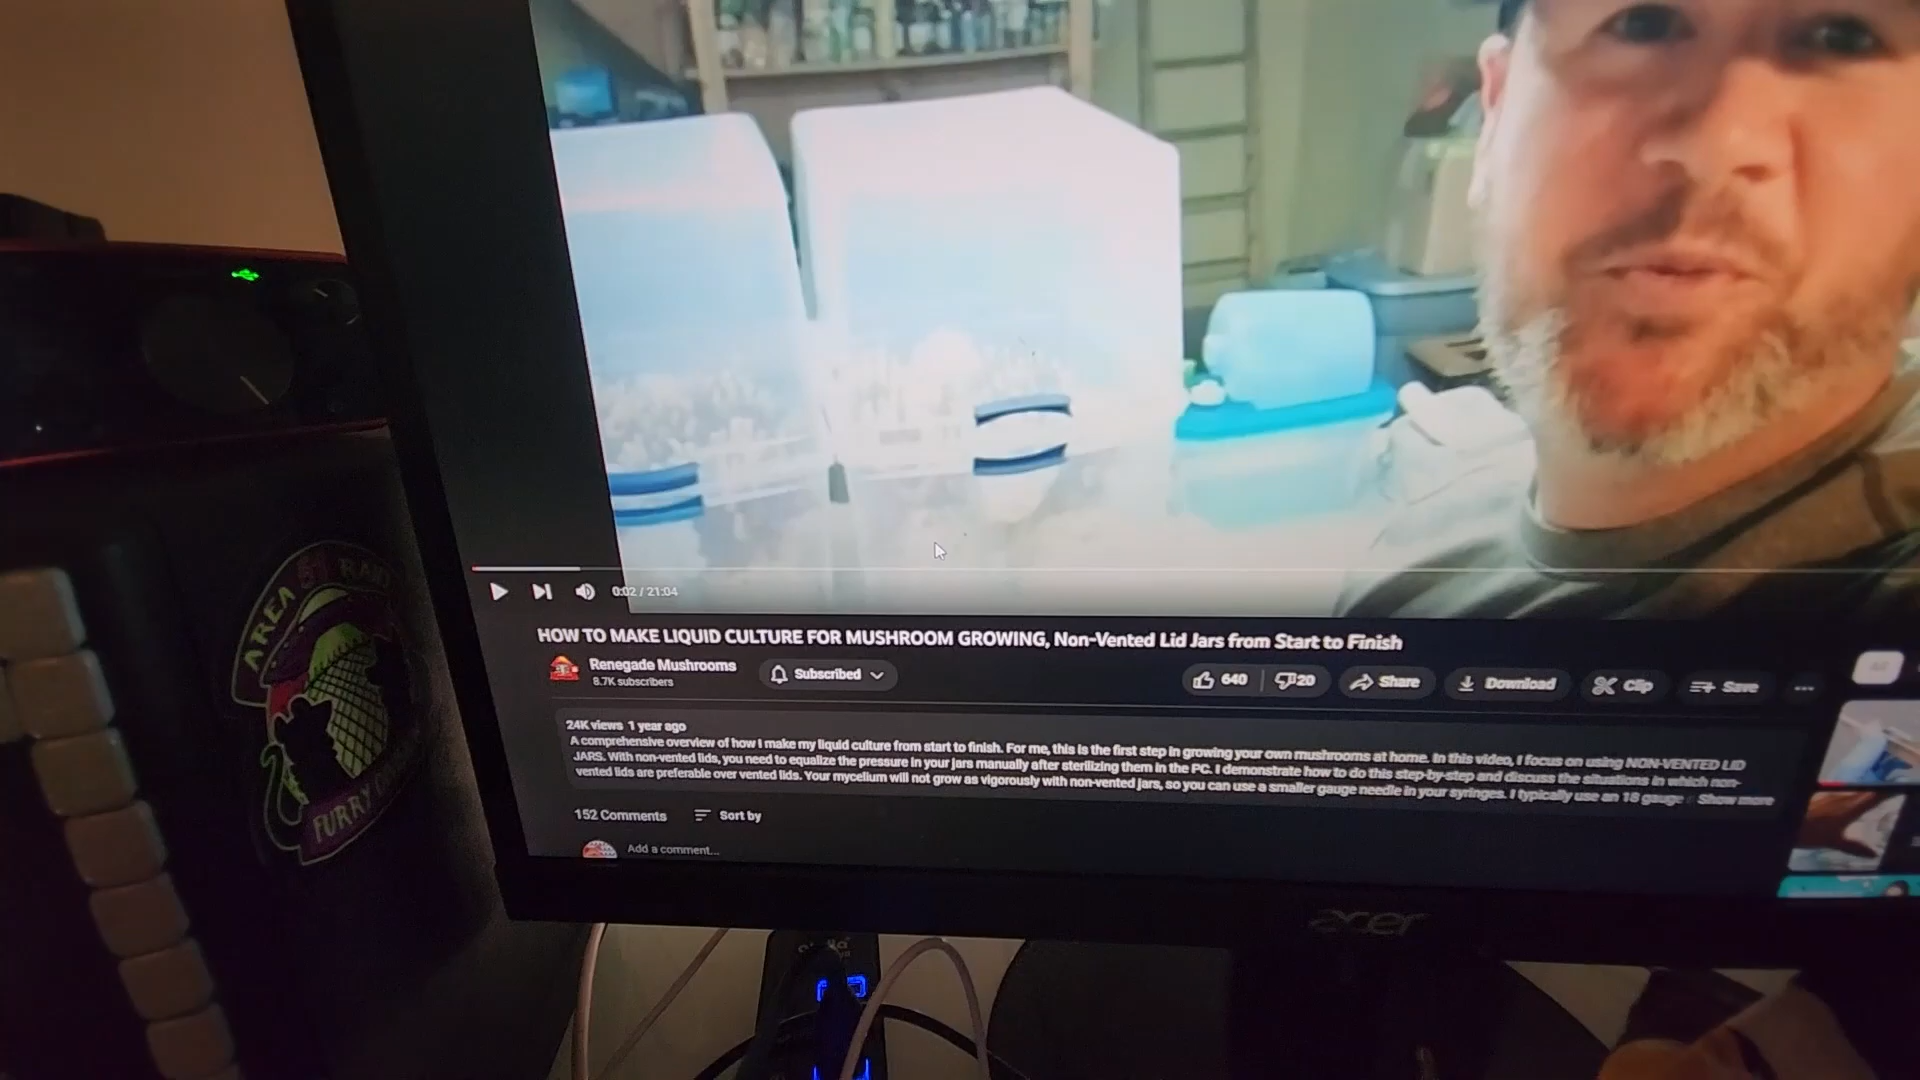 0:02 / 21:04
HOW TO MAKE LIQUID CULTURE FOR MUSHROOM GROWING, Non-Vented Lid Jars from Start to Finish
Renegade Mushrooms
8.7K subscribers
Subscribed
640
20
Share
Download
Clip
Save
24K views 1 year ago
A comprehensive overview of how I make my liquid culture from start to finish. For me, this is the first step in growing your own mushrooms at home. In this video, I focus on using NON-VENTED LID
JARS. With non-vented lids, you need to equalize the pressure in your jars manually after sterilizing them in the PC. I demonstrate how to do this step-by-step and discuss the situations in which non-
vented lids are preferable over vented lids. Your mycelium will not grow as vigorously with non-vented jars, so you can use a smaller gauge needle in your syringes. I typically use an 18 gauge Show more
152 Comments
Sort by
Add a comment...
acer
AREA 51 RAID
FURRY